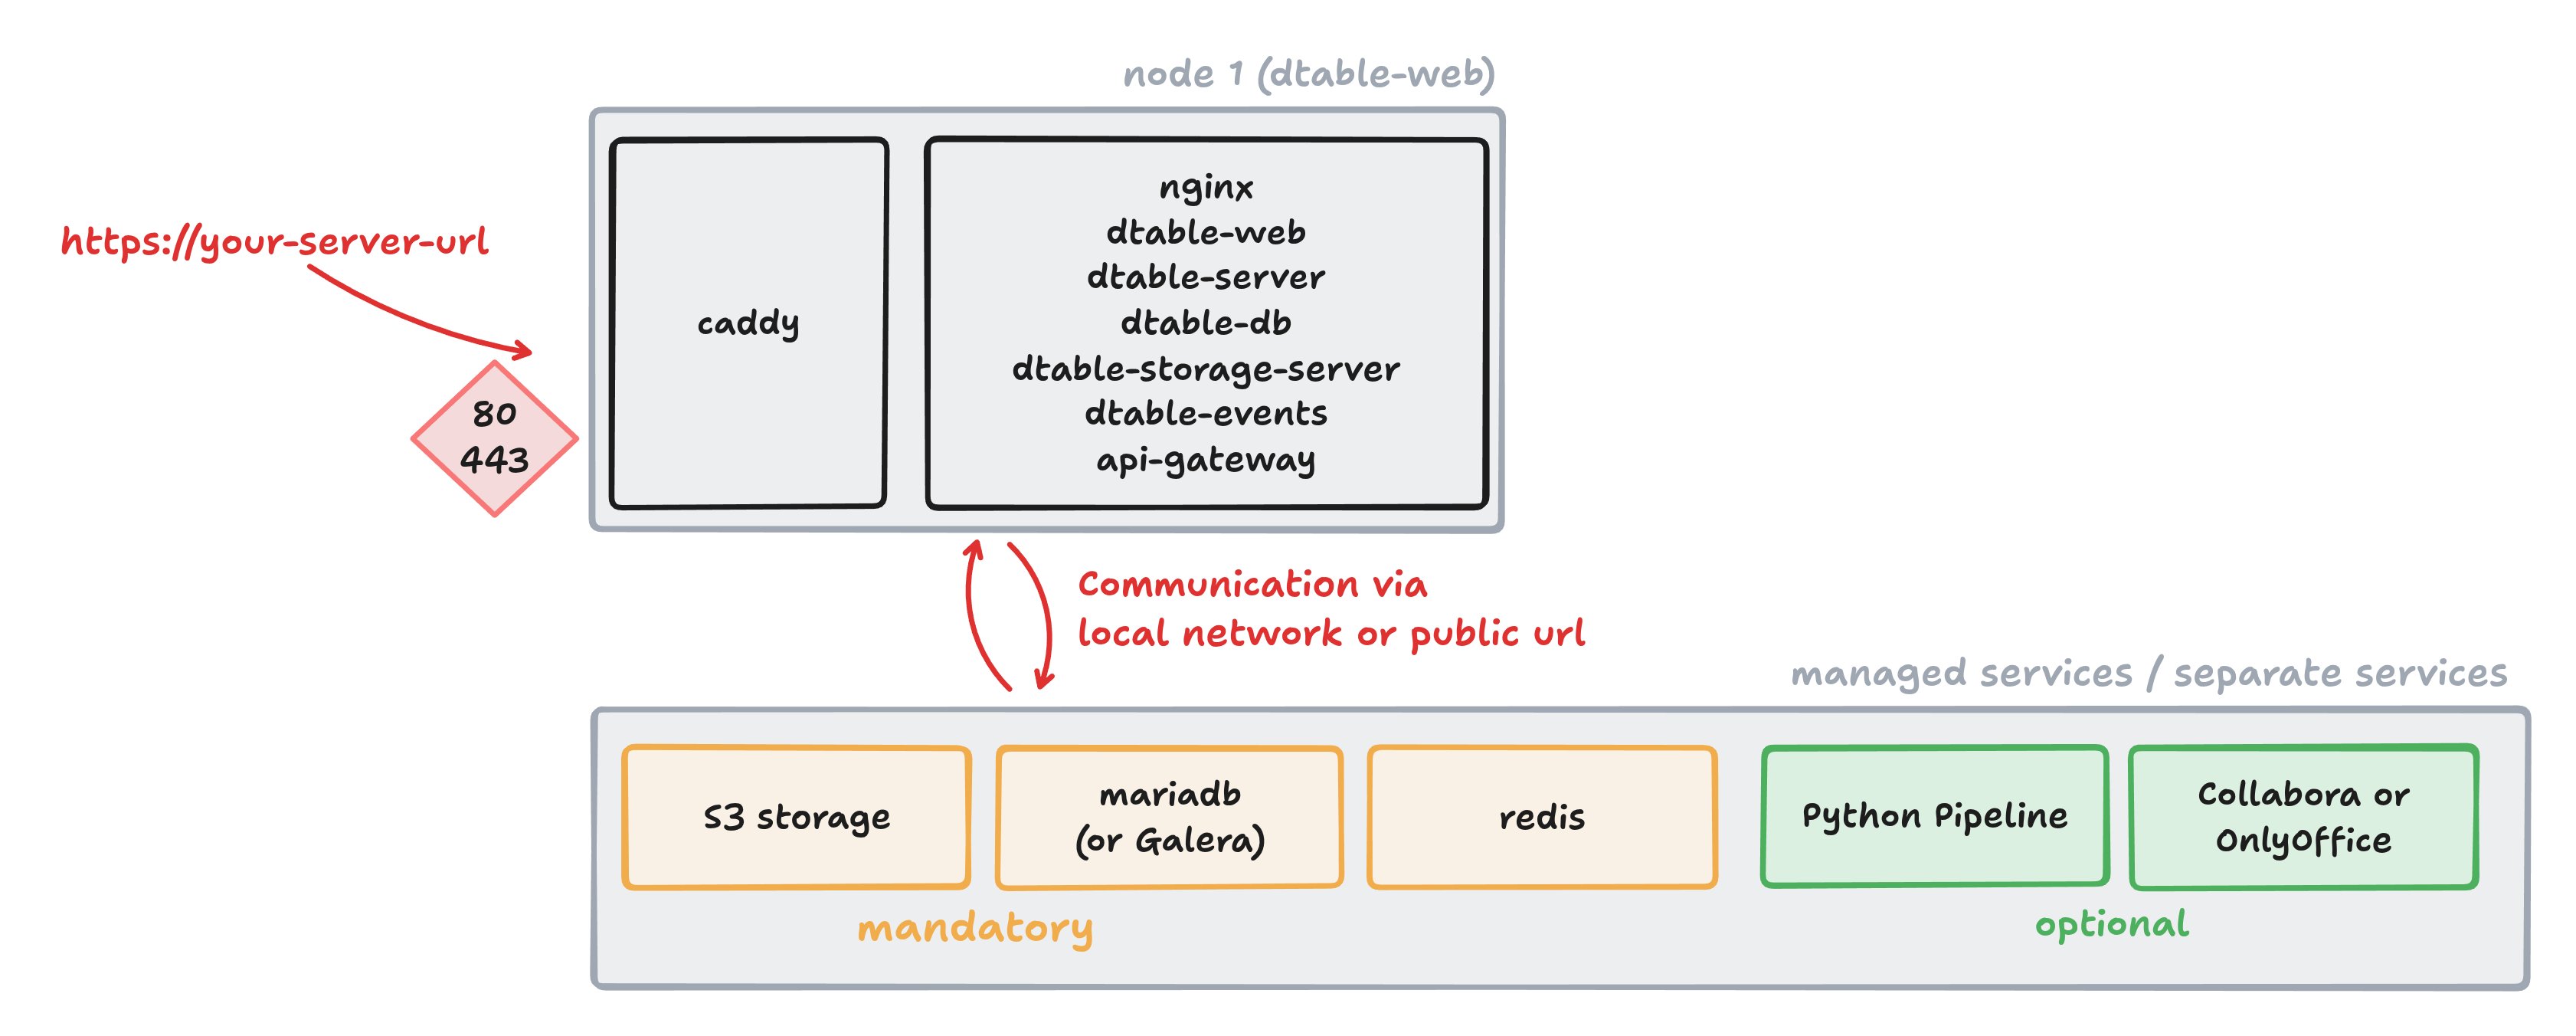 node 1 (dtable-web)
https://your-server-url
80
443
caddy
nginx
dtable-web
dtable-server
dtable-db
dtable-storage-server
dtable-events
api-gateway
Communication via
local network or public url
managed services / separate services
S3 storage
mariadb
(or Galera)
redis
Python Pipeline
Collabora or
OnlyOffice
mandatory
optional